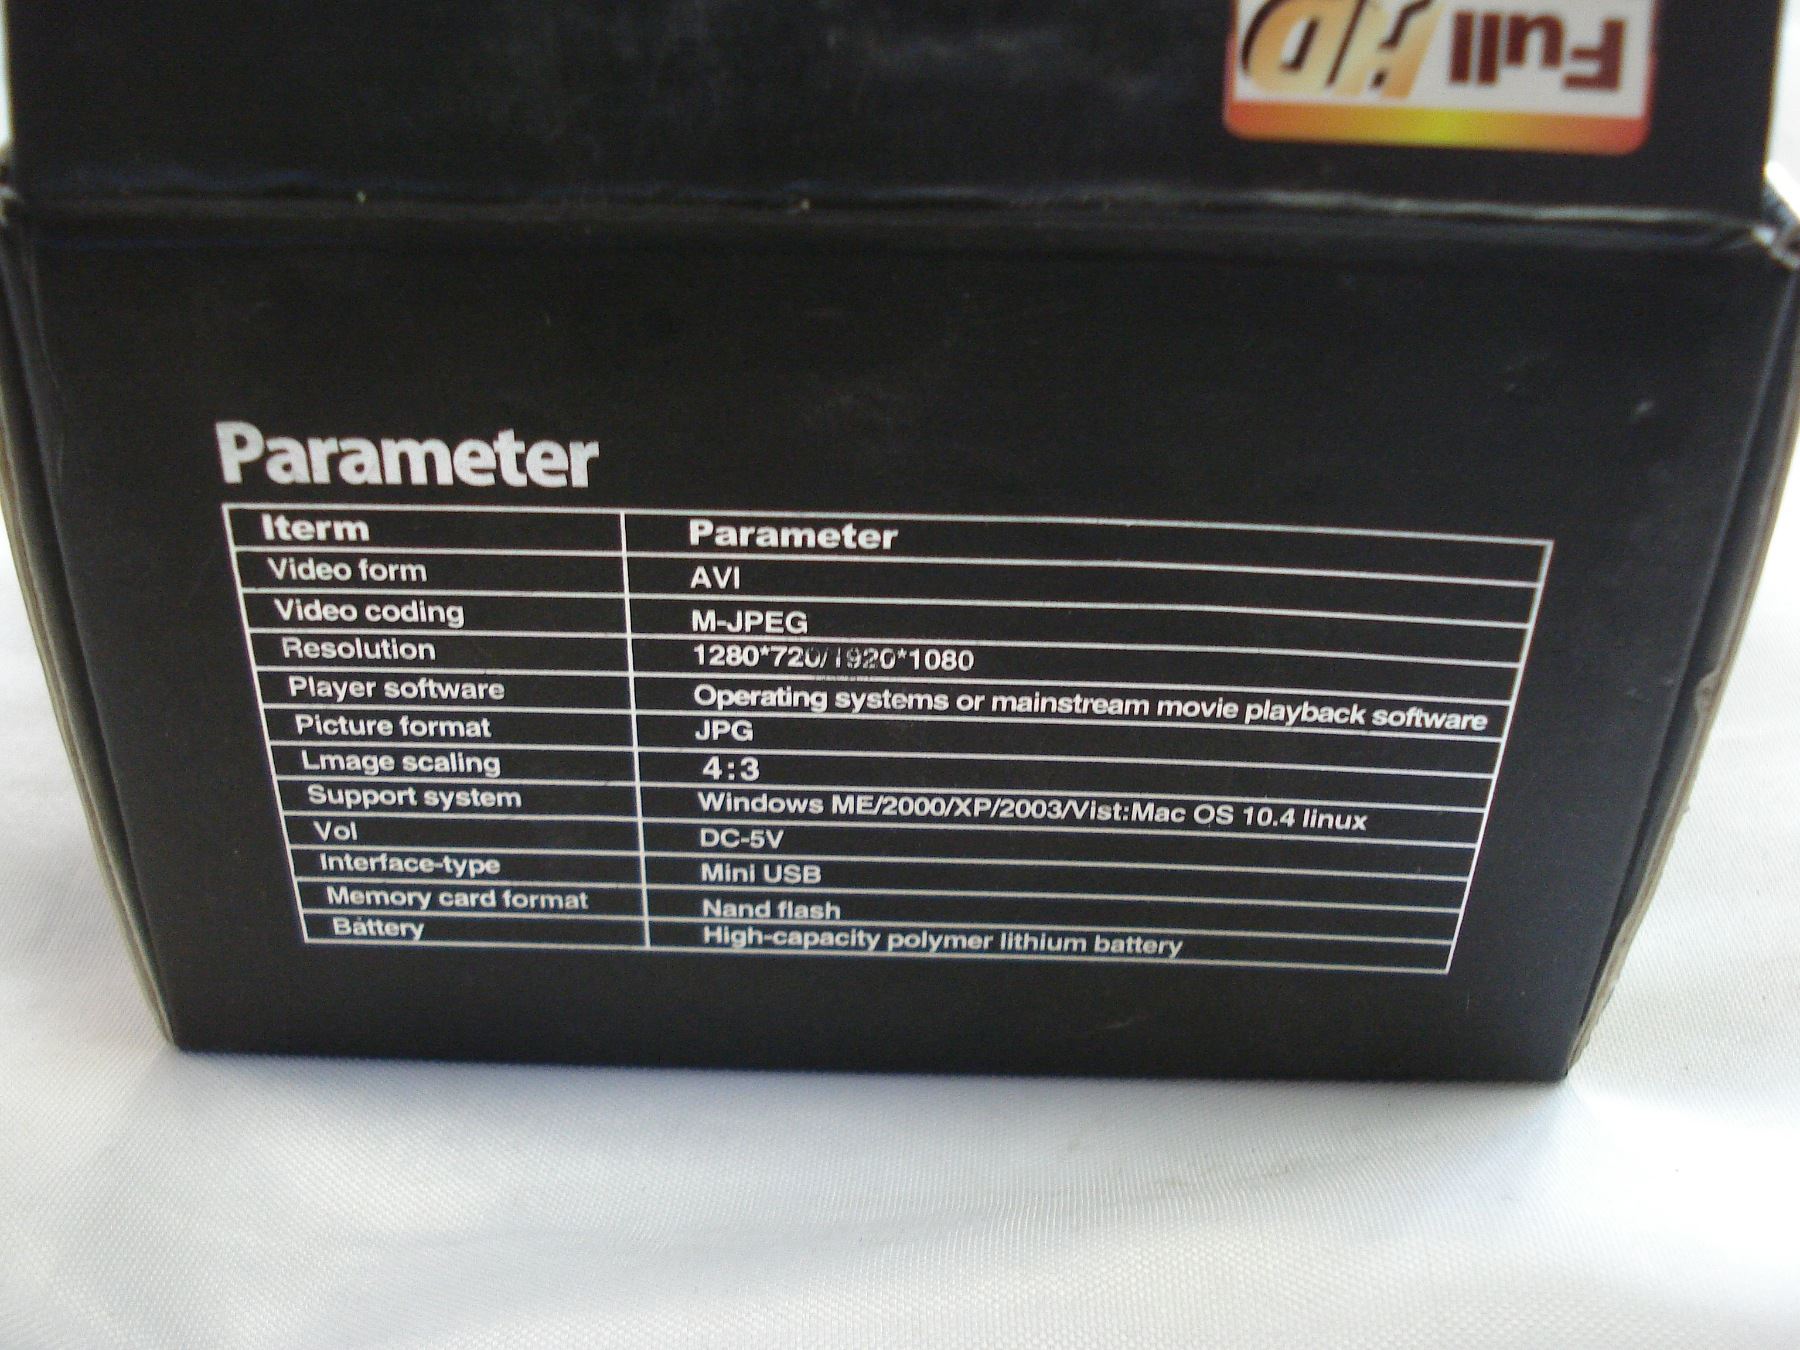 Full HD
Parameter
Iterm Parameter
Video form AVI
Video coding M-JPEG
Resolution 1280*720/1920*1080
Player software Operating systems or mainstream movie playback software
Picture format JPG
Lmage scaling 4:3
Support system Windows ME/2000/XP/2003/Vist:Mac OS 10.4 linux
Vol DC-5V
Interface-type Mini USB
Memory card format Nand flash
Battery High-capacity polymer lithium battery